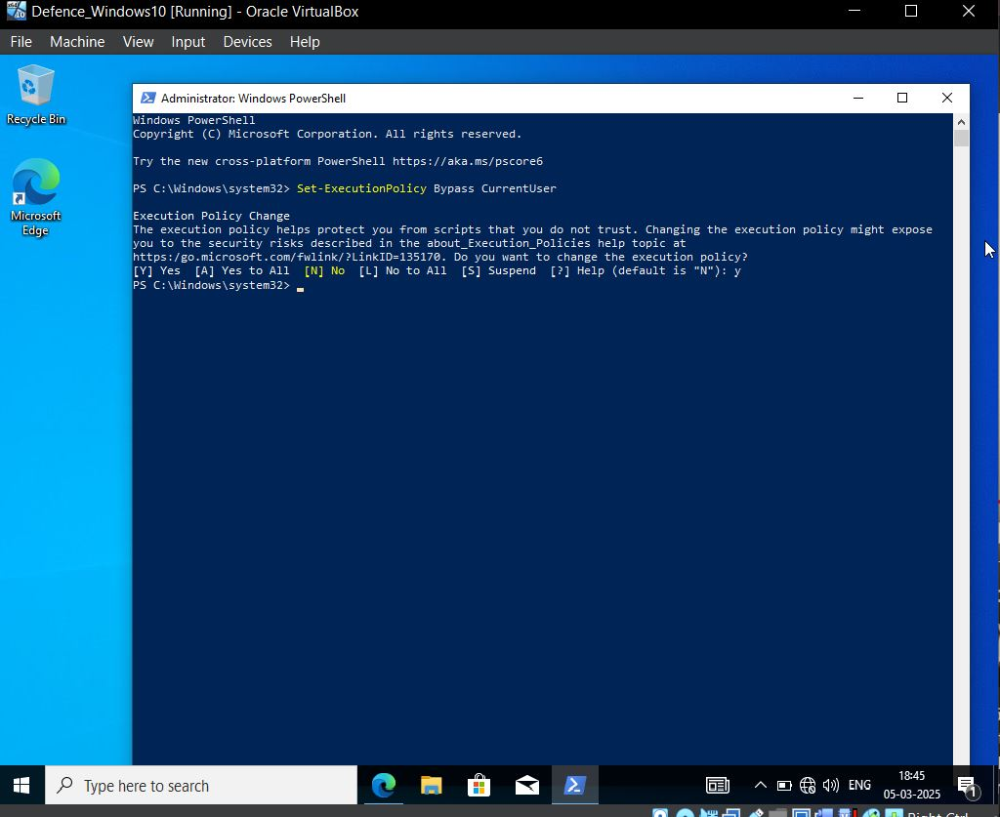 Defence_Windows10 [Running] - Oracle VirtualBox
File Machine View Input Devices Help
Recycle Bin
Microsoft
Edge
Administrator: Windows PowerShell
Windows PowerShell
Copyright (C) Microsoft Corporation. All rights reserved.
Try the new cross-platform PowerShell https://aka.ms/pscore6
PS C:\Windows\system32> Set-ExecutionPolicy Bypass CurrentUser
Execution Policy Change
The execution policy helps protect you from scripts that you do not trust. Changing the execution policy might expose
you to the security risks described in the about_Execution_Policies help topic at
https:/go.microsoft.com/fwlink/?LinkID=135170. Do you want to change the execution policy?
[Y] Yes [A] Yes to All [N] No [L] No to All [S] Suspend [?] Help (default is "N"): y
PS C:\Windows\system32>
Type here to search
ENG
18:45
05-03-2025
1
Right Ctrl